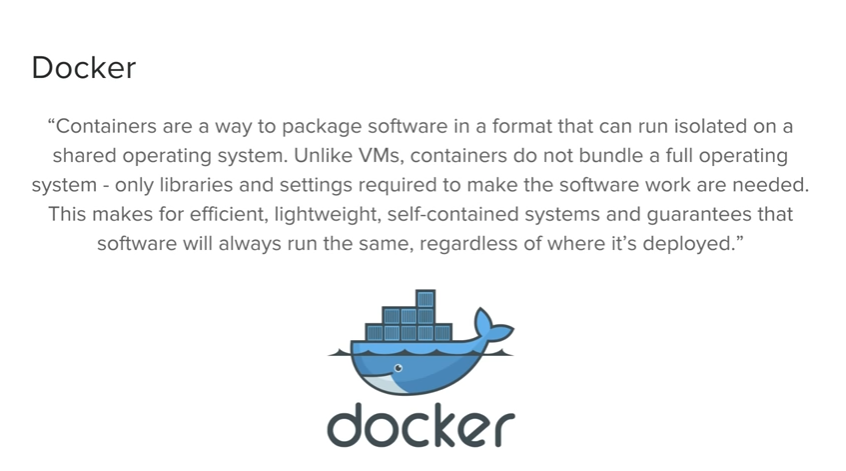 Docker
“Containers are a way to package software in a format that can run isolated on a
shared operating system. Unlike VMs, containers do not bundle a full operating
system - only libraries and settings required to make the software work are needed.
This makes for efficient, lightweight, self-contained systems and guarantees that
software will always run the same, regardless of where it’s deployed.”
docker